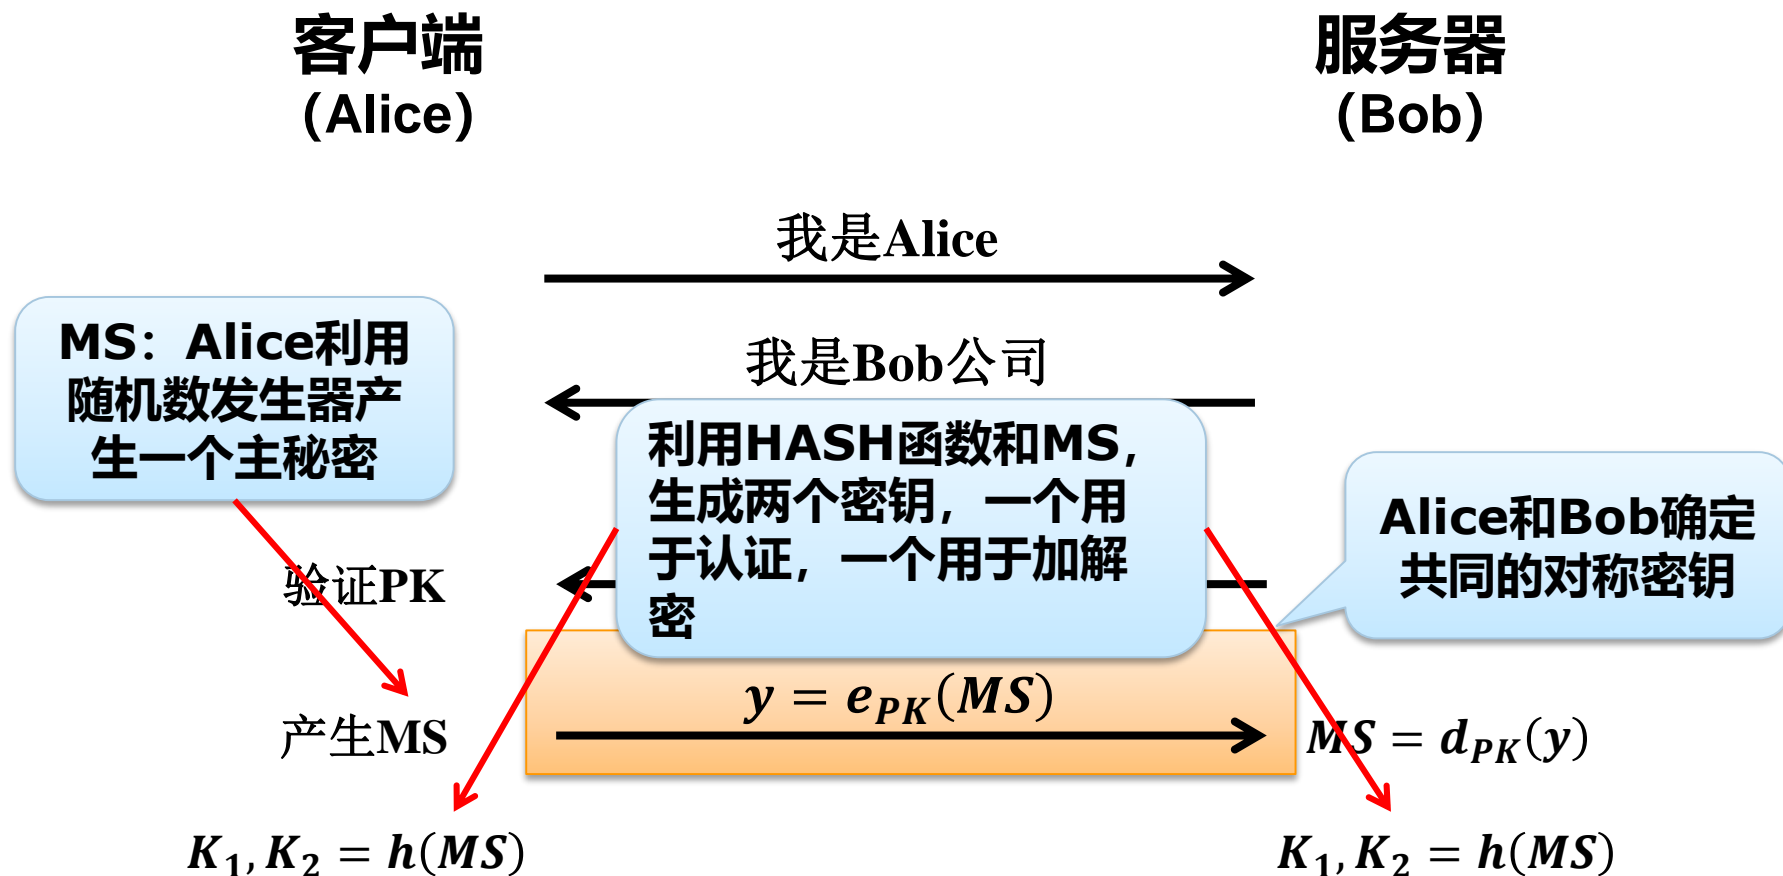 客户端
（Alice）
服务器
（Bob）
我是Alice
MS：Alice利用
随机数发生器产
生一个主秘密
我是Bob公司
利用HASH函数和MS，
生成两个密钥，一个用
于认证，一个用于加解
密
Alice和Bob确定
共同的对称密钥
验证PK
y = e_{PK}(MS)
产生MS
MS = d_{PK}(y)
K_1, K_2 = h(MS)
K_1, K_2 = h(MS)